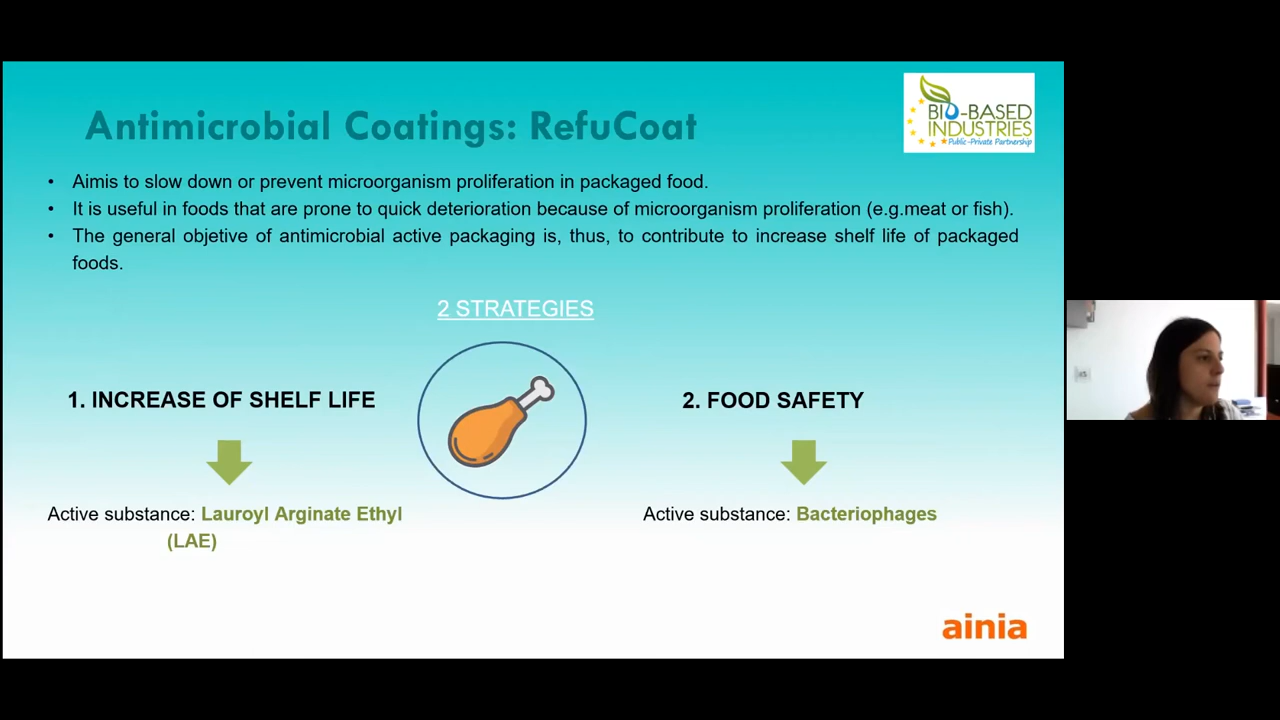 Antimicrobial Coatings: RefuCoat
BIO-BASED
INDUSTRIES
Public-Private Partnership
• Aimis to slow down or prevent microorganism proliferation in packaged food.
• It is useful in foods that are prone to quick deterioration because of microorganism proliferation (e.g.meat or fish).
• The general objetive of antimicrobial active packaging is, thus, to contribute to increase shelf life of packaged
foods.
2 STRATEGIES
1. INCREASE OF SHELF LIFE
Active substance: Lauroyl Arginate Ethyl
(LAE)
2. FOOD SAFETY
Active substance: Bacteriophages
ainia